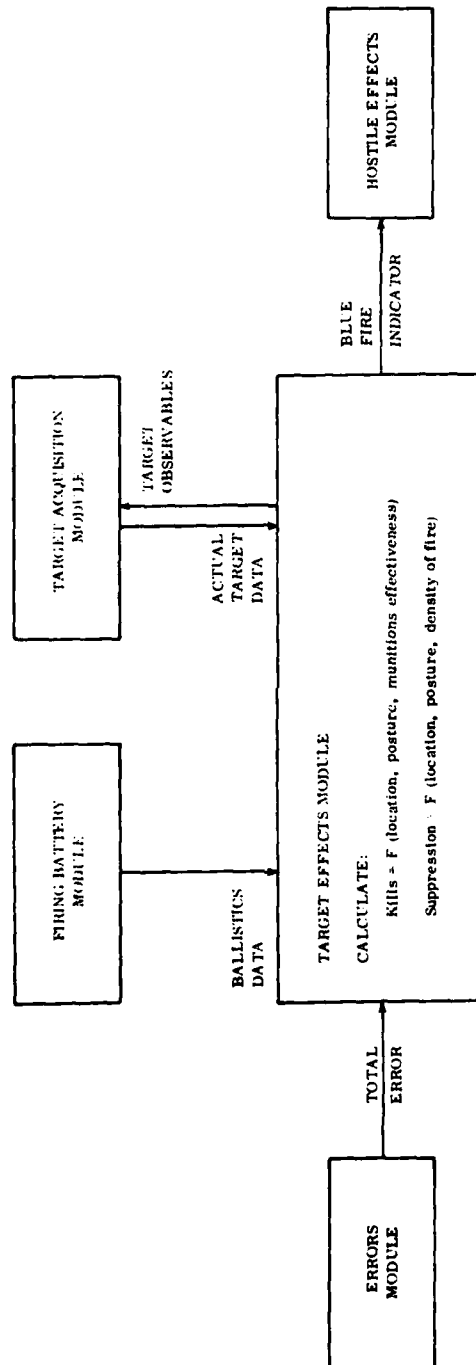 FIRING BATTERY
MODULE
TARGET ACQUISITION
MODULE
BALLISTICS
DATA
ACTUAL
TARGET
DATA
TARGET
OBSERVABLES
ERRORS
MODULE
TOTAL
ERROR
TARGET EFFECTS MODULE
CALCULATE:
Kills = F (location, posture, munitions effectiveness)
Suppression - F (location, posture, density of fire)
BLUE
FIRE
INDICATOR
HOSTILE EFFECTS
MODULE